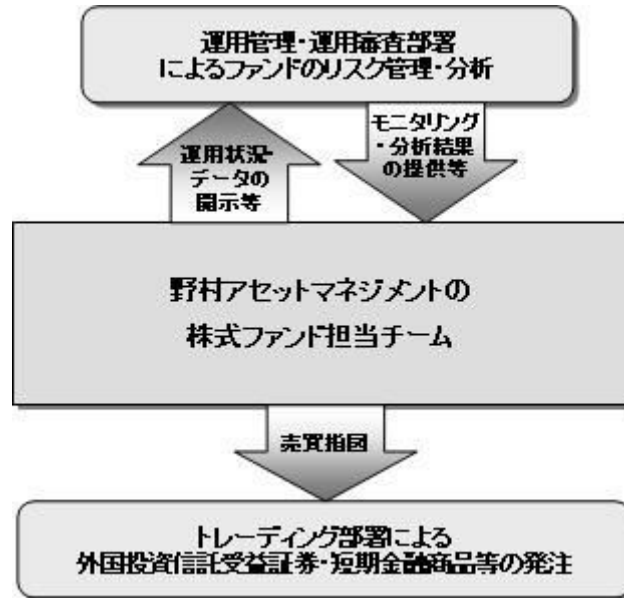 運用管理・運用審査部署
によるファンドのリスク管理・分析
運用状況・
データの
開示等
モニタリング
・分析結果
の提供等
野村アセットマネジメントの
株式ファンド担当チーム
売買指図
トレーディング部署による
外国投資信託受益証券・短期金融商品等の発注